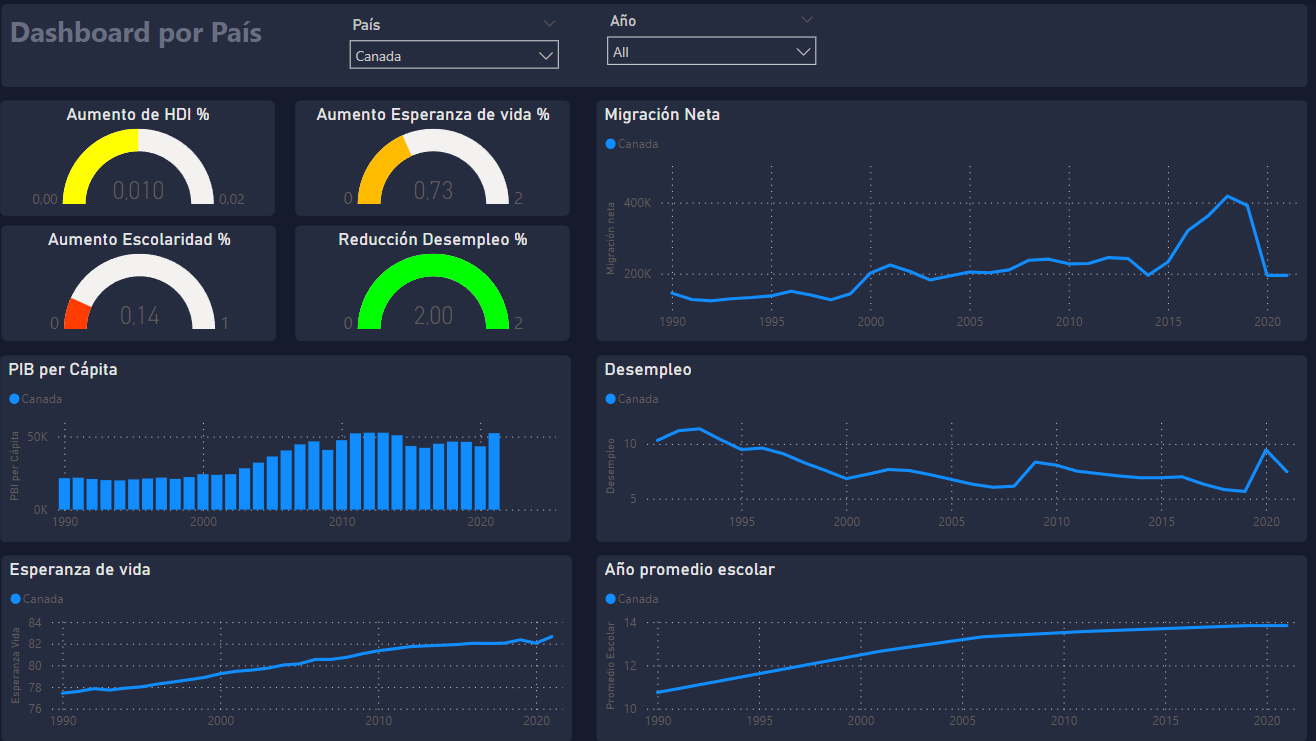 Dashboard por País
País
Canada
Año
All
Aumento de HDI %
0,010
0,00
0,02
Aumento Esperanza de vida %
0,73
0
2
Aumento Escolaridad %
0,14
0
1
Reducción Desempleo %
2,00
0
2
Migración Neta
Canada
Migración neta
400K
200K
1990 1995 2000 2005 2010 2015 2020
PIB per Cápita
Canada
PBI per Cápita
50K
0K
1990 2000 2010 2020
Desempleo
Canada
Desempleo
10
5
1995 2000 2005 2010 2015 2020
Esperanza de vida
Canada
Esperanza Vida
84
82
80
78
76
1990 2000 2010 2020
Año promedio escolar
Canada
Promedio Escolar
14
12
10
1990 1995 2000 2005 2010 2015 2020